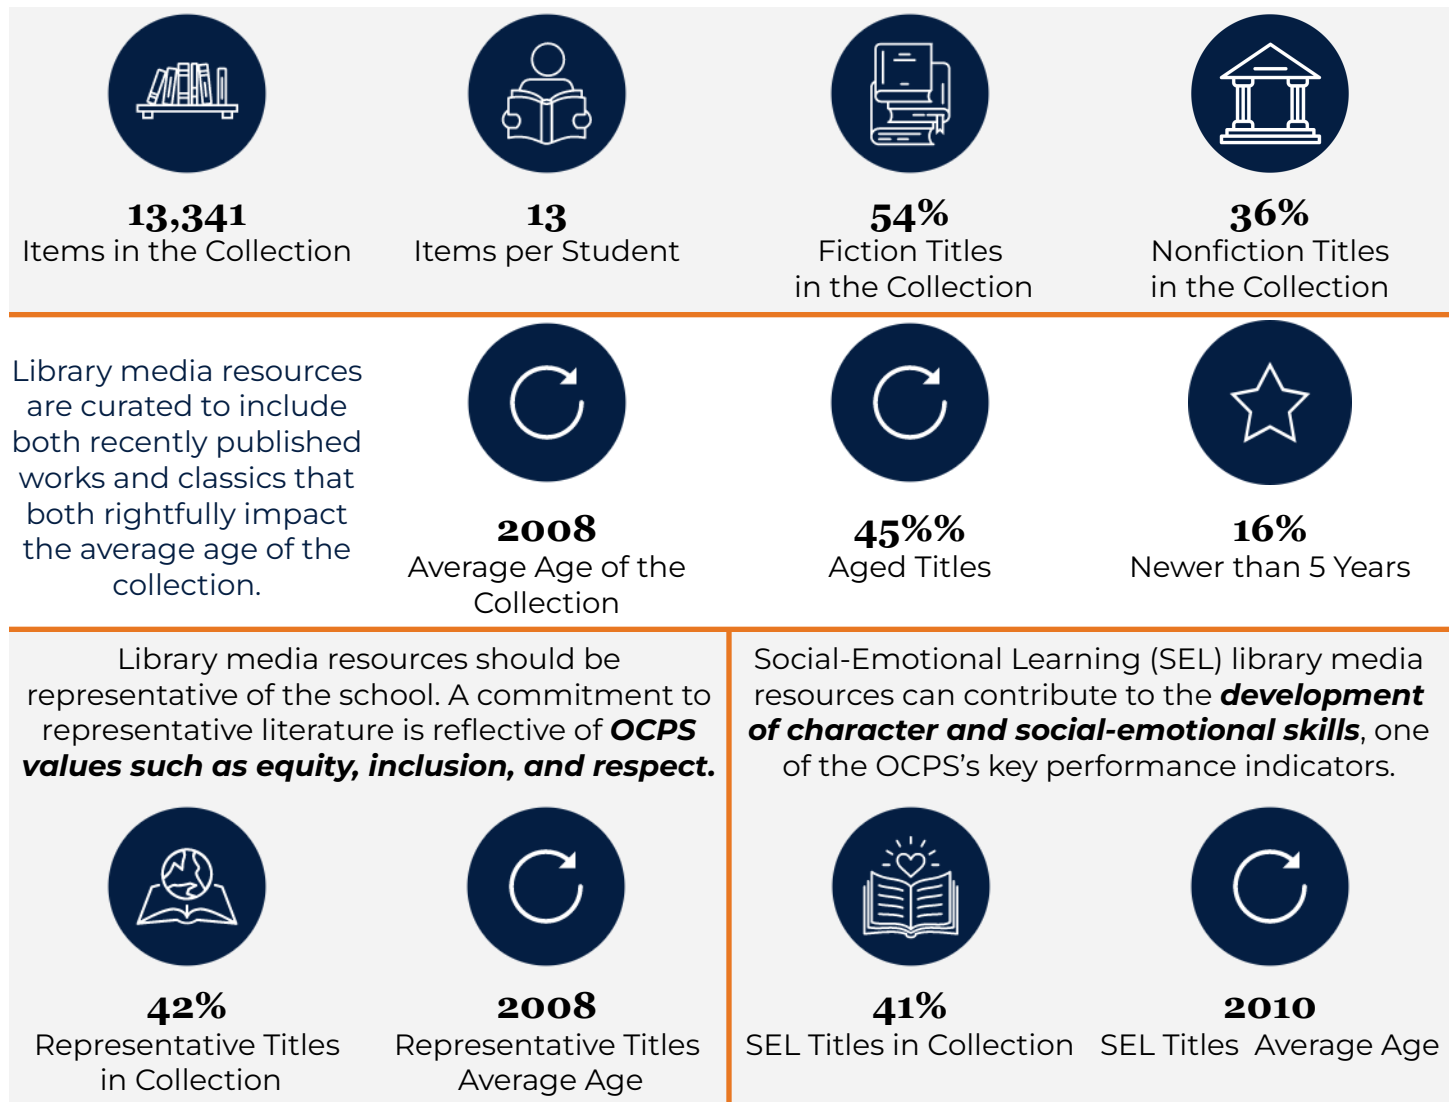 13,341
Items in the Collection
13
Items per Student
54%
Fiction Titles
in the Collection
36%
Nonfiction Titles
in the Collection
Library media resources
are curated to include
both recently published
works and classics that
both rightfully impact
the average age of the
collection.
2008
Average Age of the
Collection
45%%
Aged Titles
16%
Newer than 5 Years
Library media resources should be
representative of the school. A commitment to
representative literature is reflective of OCPS
values such as equity, inclusion, and respect.
42%
Representative Titles
in Collection
2008
Representative Titles
Average Age
Social-Emotional Learning (SEL) library media
resources can contribute to the development
of character and social-emotional skills, one
of the OCPS’s key performance indicators.
41%
SEL Titles in Collection
2010
SEL Titles  Average Age